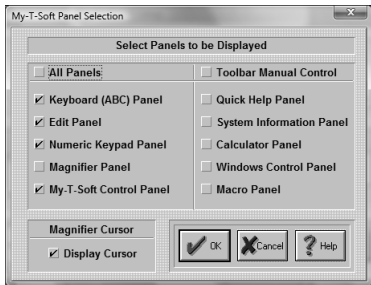 My-T-Soft Panel Selection
Select Panels to be Displayed
All Panels
Toolbar Manual Control
Keyboard (ABC) Panel
Quick Help Panel
Edit Panel
System Information Panel
Numeric Keypad Panel
Calculator Panel
Magnifier Panel
Windows Control Panel
My-T-Soft Control Panel
Macro Panel
Magnifier Cursor
Display Cursor
OK
Cancel
Help